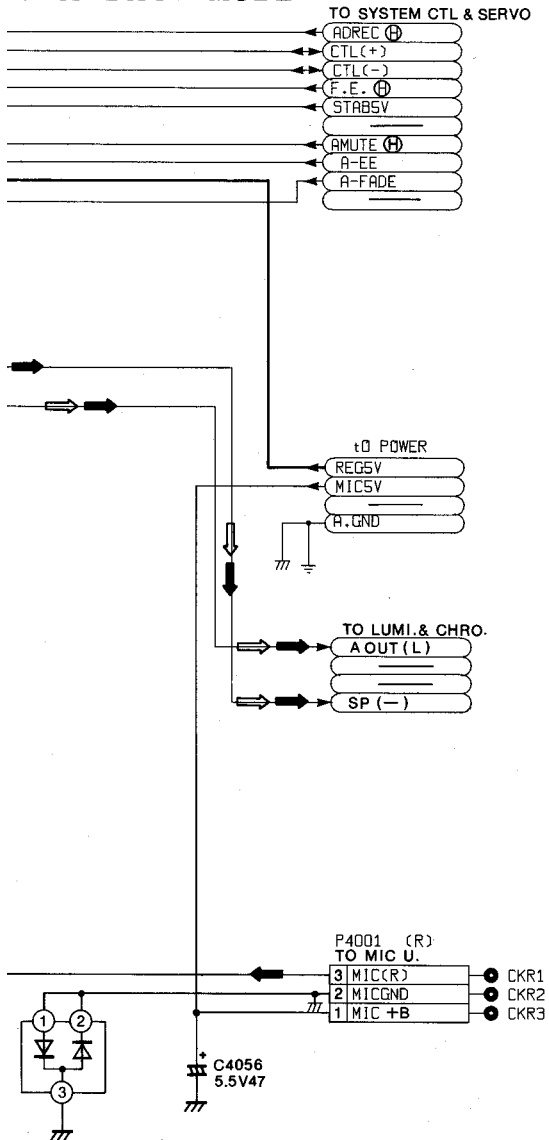 TO SYSTEM CTL & SERVO
ADREC Ⓗ
CTL(+)
CTL(-)
F.E. Ⓗ
STAB5V
AMUTE Ⓗ
A-EE
A-FADE
tO POWER
REG5V
MIC5V
A.GND
TO LUMI.& CHRO.
A OUT (L)
SP (—)
P4001 (R)
TO MIC U.
3 MIC(R) CKR1
2 MICGND CKR2
1 MIC +B CKR3
1 2
3
+
C4056
5.5V47